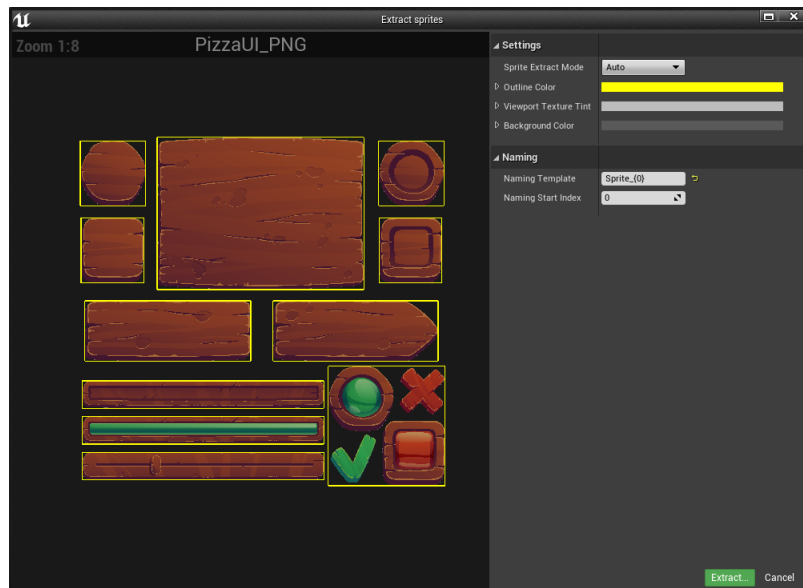 Extract sprites
Zoom 1:8
PizzaUI_PNG
Settings
Sprite Extract Mode Auto
Outline Color
Viewport Texture Tint
Background Color
Naming
Naming Template Sprite_{0}
Naming Start Index 0
Extract... Cancel